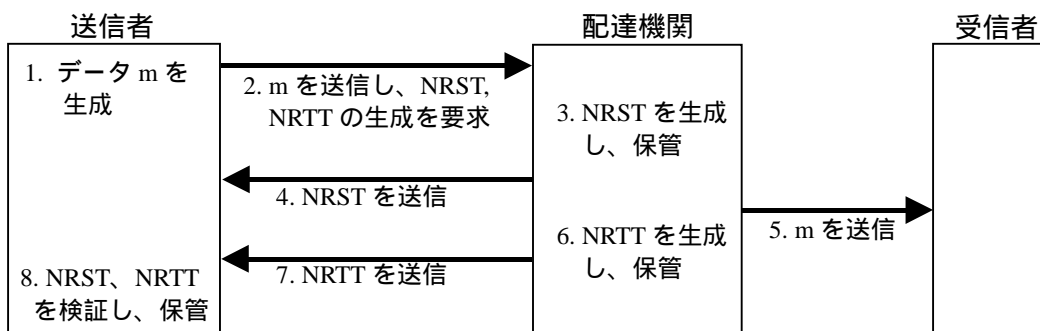 送信者
配達機関
受信者
1. データ m を
生成
2. m を送信し、NRST,
NRTT の生成を要求
3. NRST を生成
し、保管
4. NRST を送信
5. m を送信
6. NRTT を生成
し、保管
7. NRTT を送信
8. NRST、NRTT
を検証し、保管